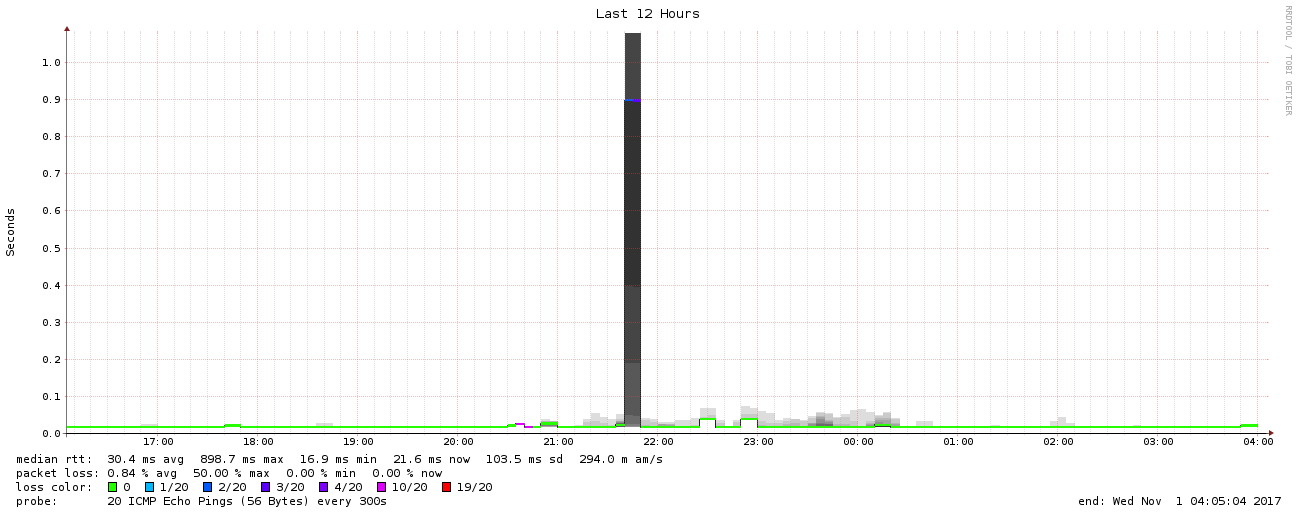 Last 12 Hours
RRDTOOL / TOBI OETIKER
Seconds
1.0
0.9
0.8
0.7
0.6
0.5
0.4
0.3
0.2
0.1
0.0
17:00 18:00 19:00 20:00 21:00 22:00 23:00 00:00 01:00 02:00 03:00 04:00
median rtt: 30.4 ms avg 898.7 ms max 16.9 ms min 21.6 ms now 103.5 ms sd 294.0 m am/s
packet loss: 0.84 % avg 50.00 % max 0.00 % min 0.00 % now
loss color: 0 1/20 2/20 3/20 4/20 10/20 19/20
probe: 20 ICMP Echo Pings (56 Bytes) every 300s end: Wed Nov 1 04:05:04 2017